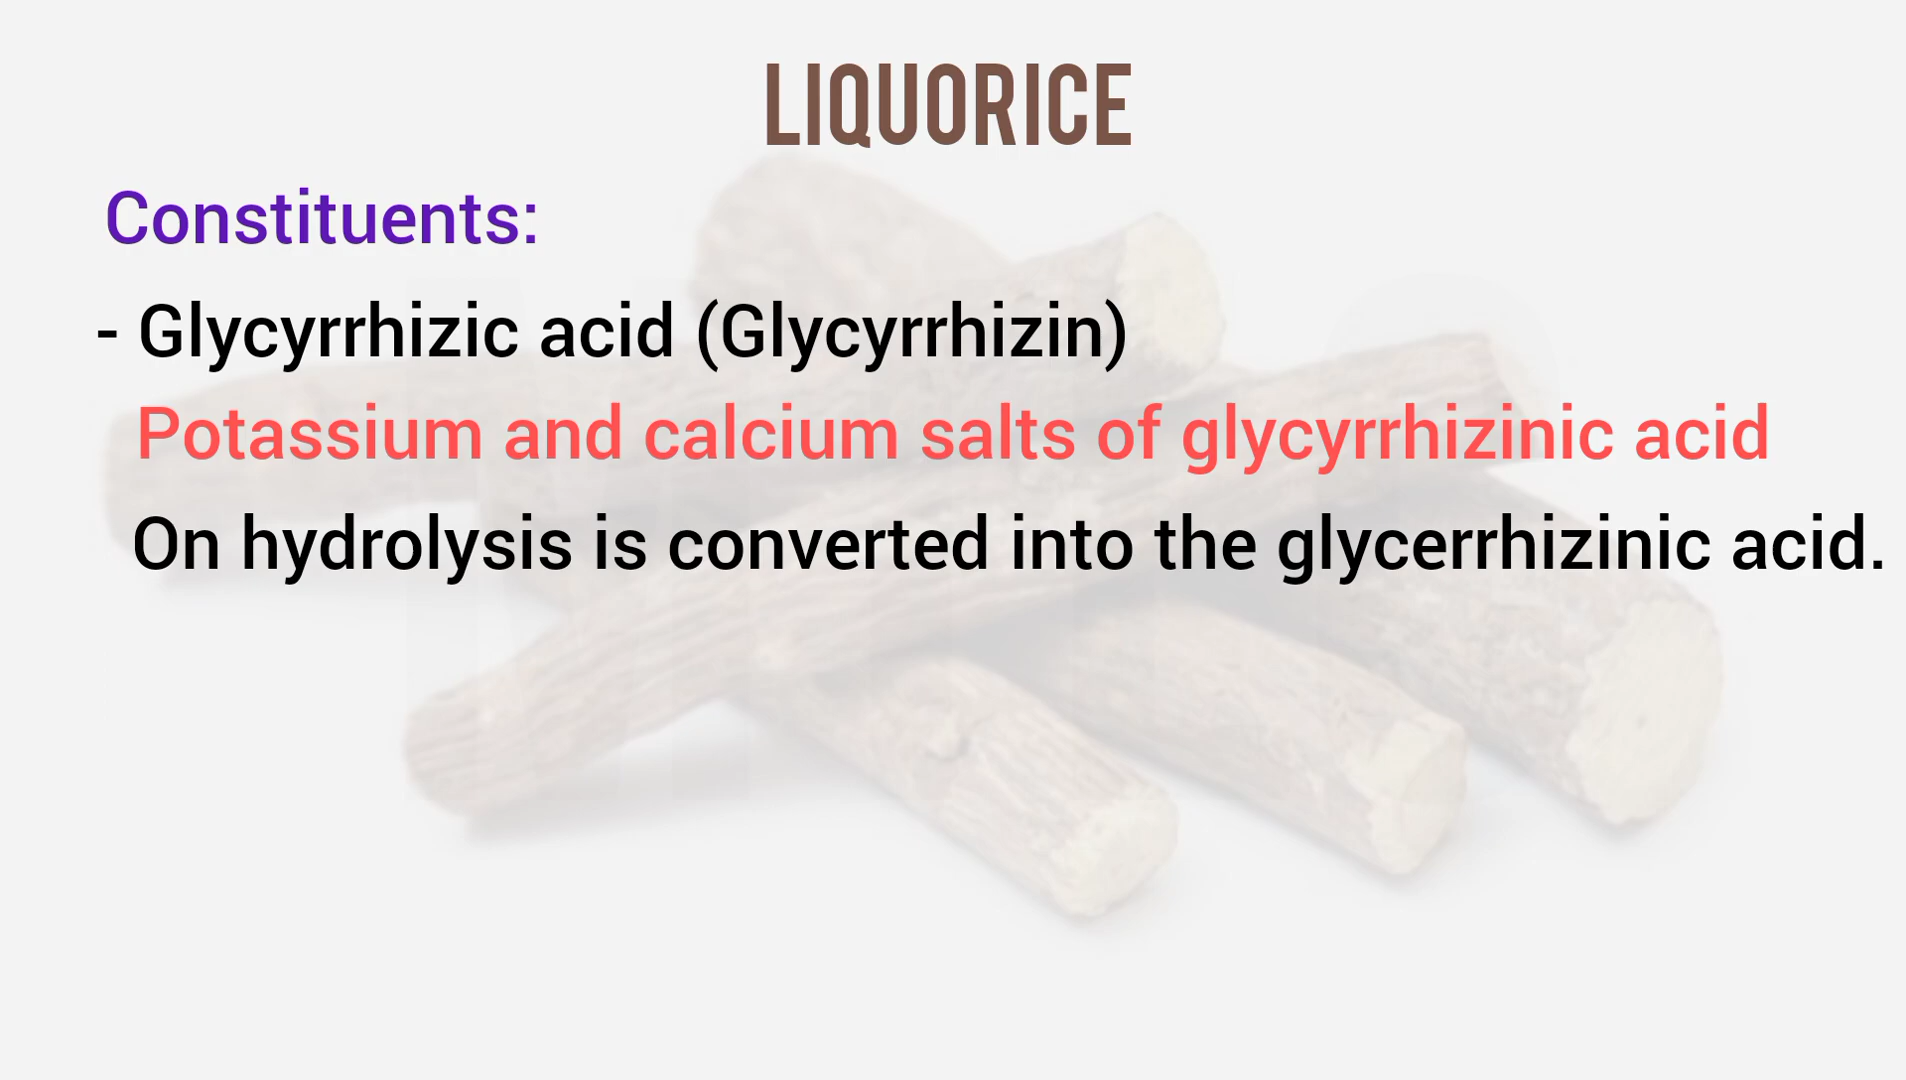 LIQUORICE
Constituents:
- Glycyrrhizic acid (Glycyrrhizin)
Potassium and calcium salts of glycyrrhizinic acid
On hydrolysis is converted into the glycerrhizinic acid.